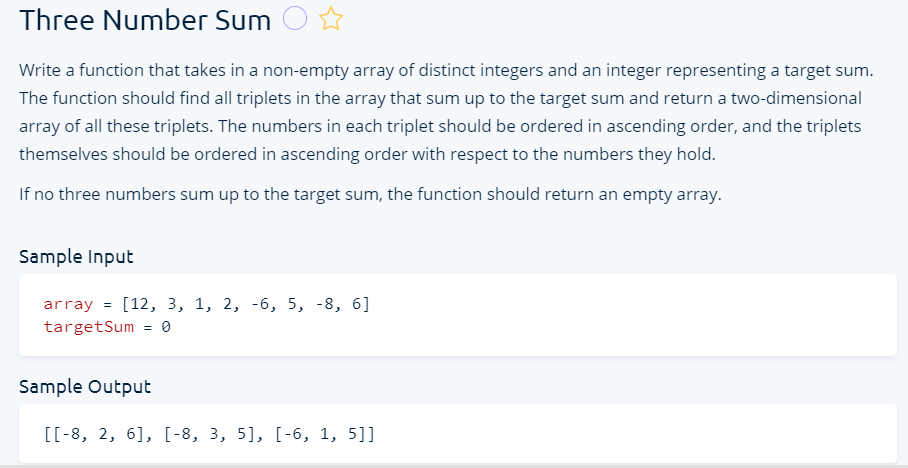 Three Number Sum
Write a function that takes in a non-empty array of distinct integers and an integer representing a target sum.
The function should find all triplets in the array that sum up to the target sum and return a two-dimensional
array of all these triplets. The numbers in each triplet should be ordered in ascending order, and the triplets
themselves should be ordered in ascending order with respect to the numbers they hold.
If no three numbers sum up to the target sum, the function should return an empty array.
Sample Input
array = [12, 3, 1, 2, -6, 5, -8, 6]
targetSum = 0
Sample Output
[[-8, 2, 6], [-8, 3, 5], [-6, 1, 5]]